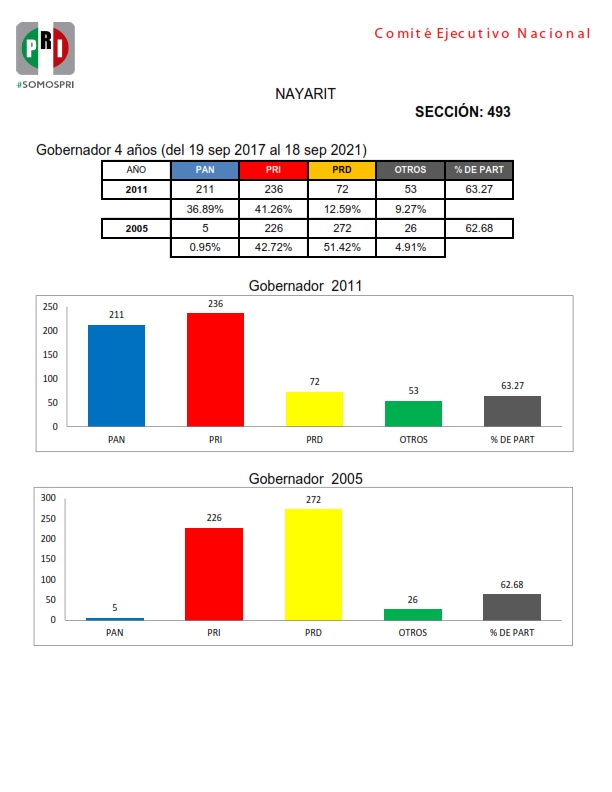 Comité Ejecutivo Nacional
PRI
#SOMOSPRI
NAYARIT
SECCIÓN: 493
Gobernador 4 años (del 19 sep 2017 al 18 sep 2021)
AÑO PAN PRI PRD OTROS % DE PART
2011 211 236 72 53 63.27
36.89% 41.26% 12.59% 9.27%
2005 5 226 272 26 62.68
0.95% 42.72% 51.42% 4.91%
Gobernador 2011
250
200
150
100
50
0
211
236
72
53
63.27
PAN PRI PRD OTROS % DE PART
Gobernador 2005
300
250
200
150
100
50
0
5
226
272
26
62.68
PAN PRI PRD OTROS % DE PART